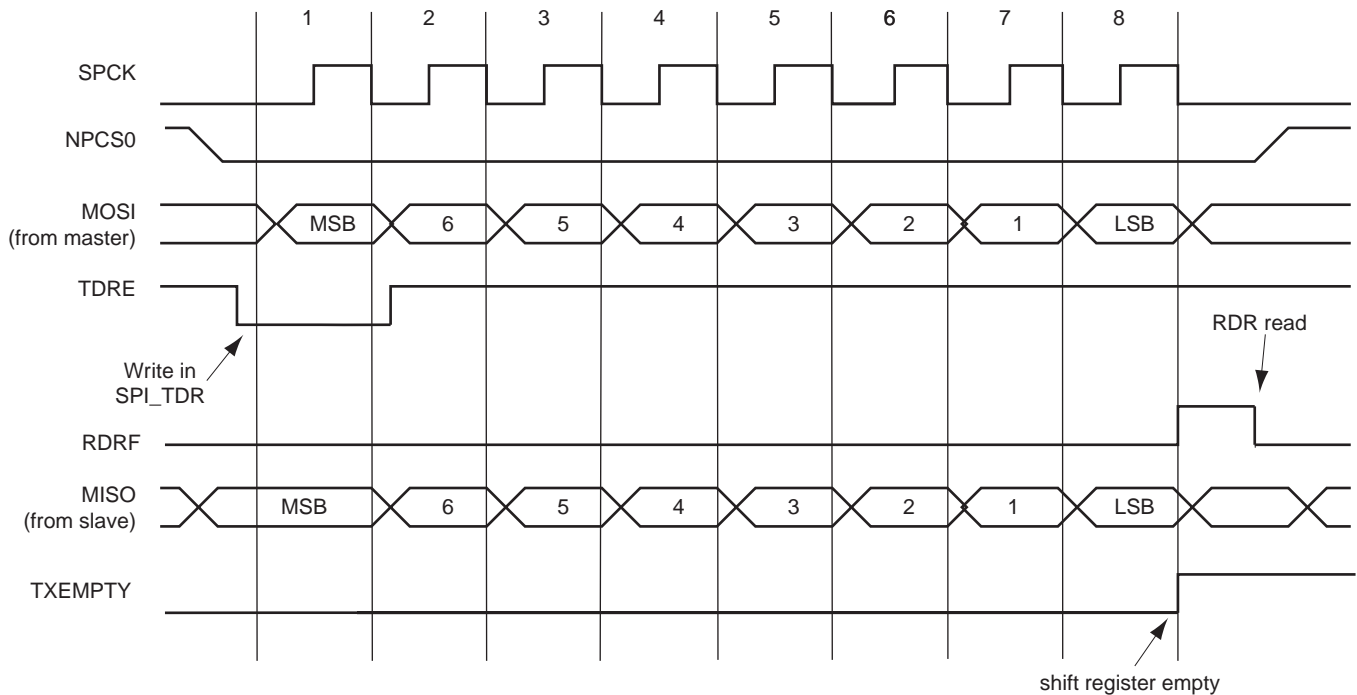 1 2 3 4 5 6 7 8
SPCK
NPCS0
MOSI
(from master)
MSB 6 5 4 3 2 1 LSB
TDRE
RDR read
Write in
SPI_TDR
RDRF
MISO
(from slave)
MSB 6 5 4 3 2 1 LSB
TXEMPTY
shift register empty